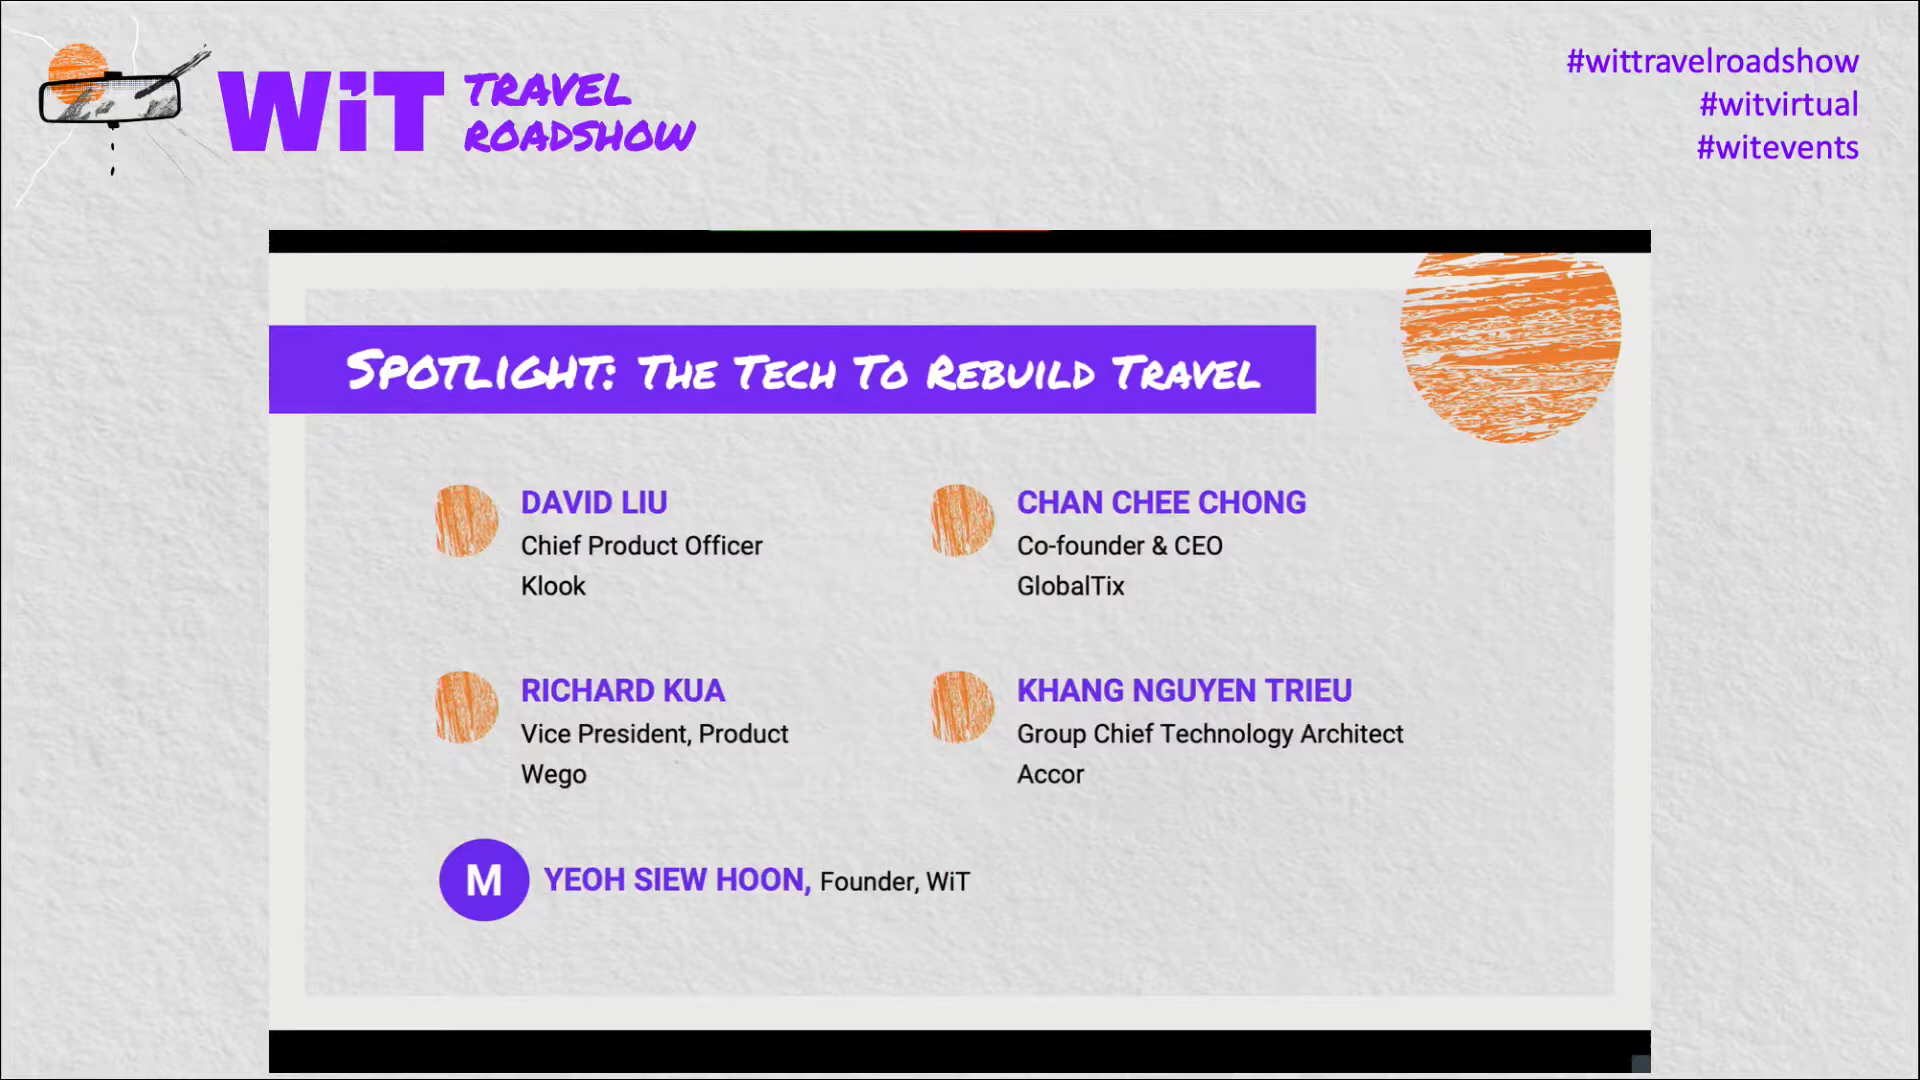 WiT TRAVEL
ROADSHOW
#wittravelroadshow
#witvirtual
#witevents
SPOTLIGHT: THE TECH TO REBUILD TRAVEL
DAVID LIU
Chief Product Officer
Klook
CHAN CHEE CHONG
Co-founder & CEO
GlobalTix
RICHARD KUA
Vice President, Product
Wego
KHANG NGUYEN TRIEU
Group Chief Technology Architect
Accor
M YEOH SIEW HOON, Founder, WiT